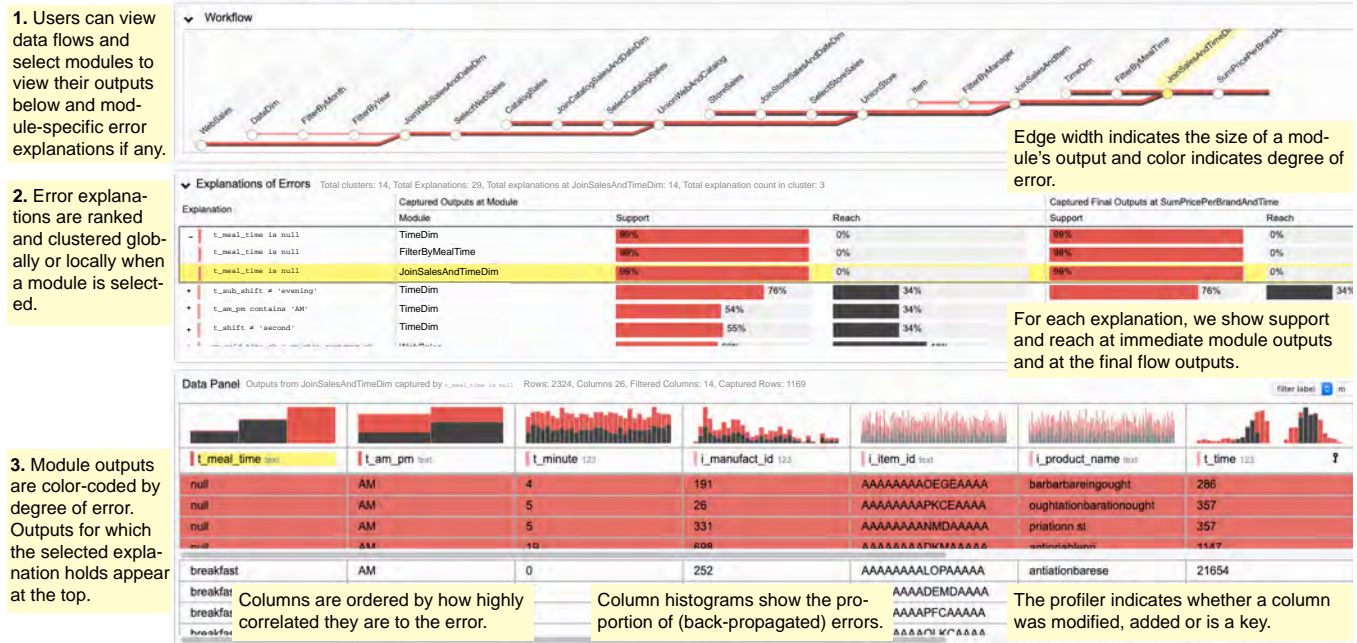 1. Users can view
data flows and
select modules to
view their outputs
below and mod-
ule-specific error
explanations if any.
Workflow
WebSales
DateDim
FilterByMonth
FilterByYear
JoinWebSalesAndDateDim
SelectWebSales
CatalogSales
JoinCatalogSalesAndDateDim
SelectCatalogSales
UnionWebAndCatalog
StoreSales
JoinStoreSalesAndDateDim
SelectStoreSales
UnionStore
Item
FilterByManager
JoinSalesAndItem
TimeDim
FilterByMealTime
JoinSalesAndTimeDi
SumPricePerBrandA
Edge width indicates the size of a mod-
ule's output and color indicates degree of
error.
2. Error explana-
tions are ranked
and clustered glob-
ally or locally when
a module is select-
ed.
Explanations of Errors Total clusters: 14, Total Explanations: 29, Total explanations at JoinSalesAndTimeDim: 14, Total explanation count in cluster: 3
Explanation Captured Outputs at Module Captured Final Outputs at SumPricePerBrandAndTime
Module Support Reach Support Reach
- t_meal_time is null TimeDim 99% 0% 99% 0%
t_meal_time is null FilterByMealTime 99% 0% 99% 0%
t_meal_time is null JoinSalesAndTimeDim 99% 0% 99% 0%
+ t_sub_shift ≠ 'evening' TimeDim 76% 34% 76% 34%
+ t_am_pm contains 'AM' TimeDim 54% 34%
+ t_shift ≠ 'second' TimeDim 55% 34%
For each explanation, we show support
and reach at immediate module outputs
and at the final flow outputs.
Data Panel Outputs from JoinSalesAndTimeDim captured by t_meal_time is null Rows: 2324, Columns 26, Filtered Columns: 14, Captured Rows: 1169
filter label m
3. Module outputs
are color-coded by
degree of error.
Outputs for which
the selected expla-
nation holds appear
at the top.
t_meal_time text t_am_pm text t_minute 123 i_manufact_id 123 i_item_id text i_product_name text t_time 123
null AM 4 191 AAAAAAAAOEGEAAAA barbarbareingought 286
null AM 5 26 AAAAAAAAPKCEAAAA oughtationbarationought 357
null AM 5 331 AAAAAAAANMDAAAAA priationn st 357
null AM 19 698 AAAAAAAADKMAAAAA antiationablenri 1147
breakfast AM 0 252 AAAAAAAALOPAAAAA antiationbarese 21654
Columns are ordered by how highly
correlated they are to the error.
Column histograms show the pro-
portion of (back-propagated) errors.
The profiler indicates whether a column
was modified, added or is a key.